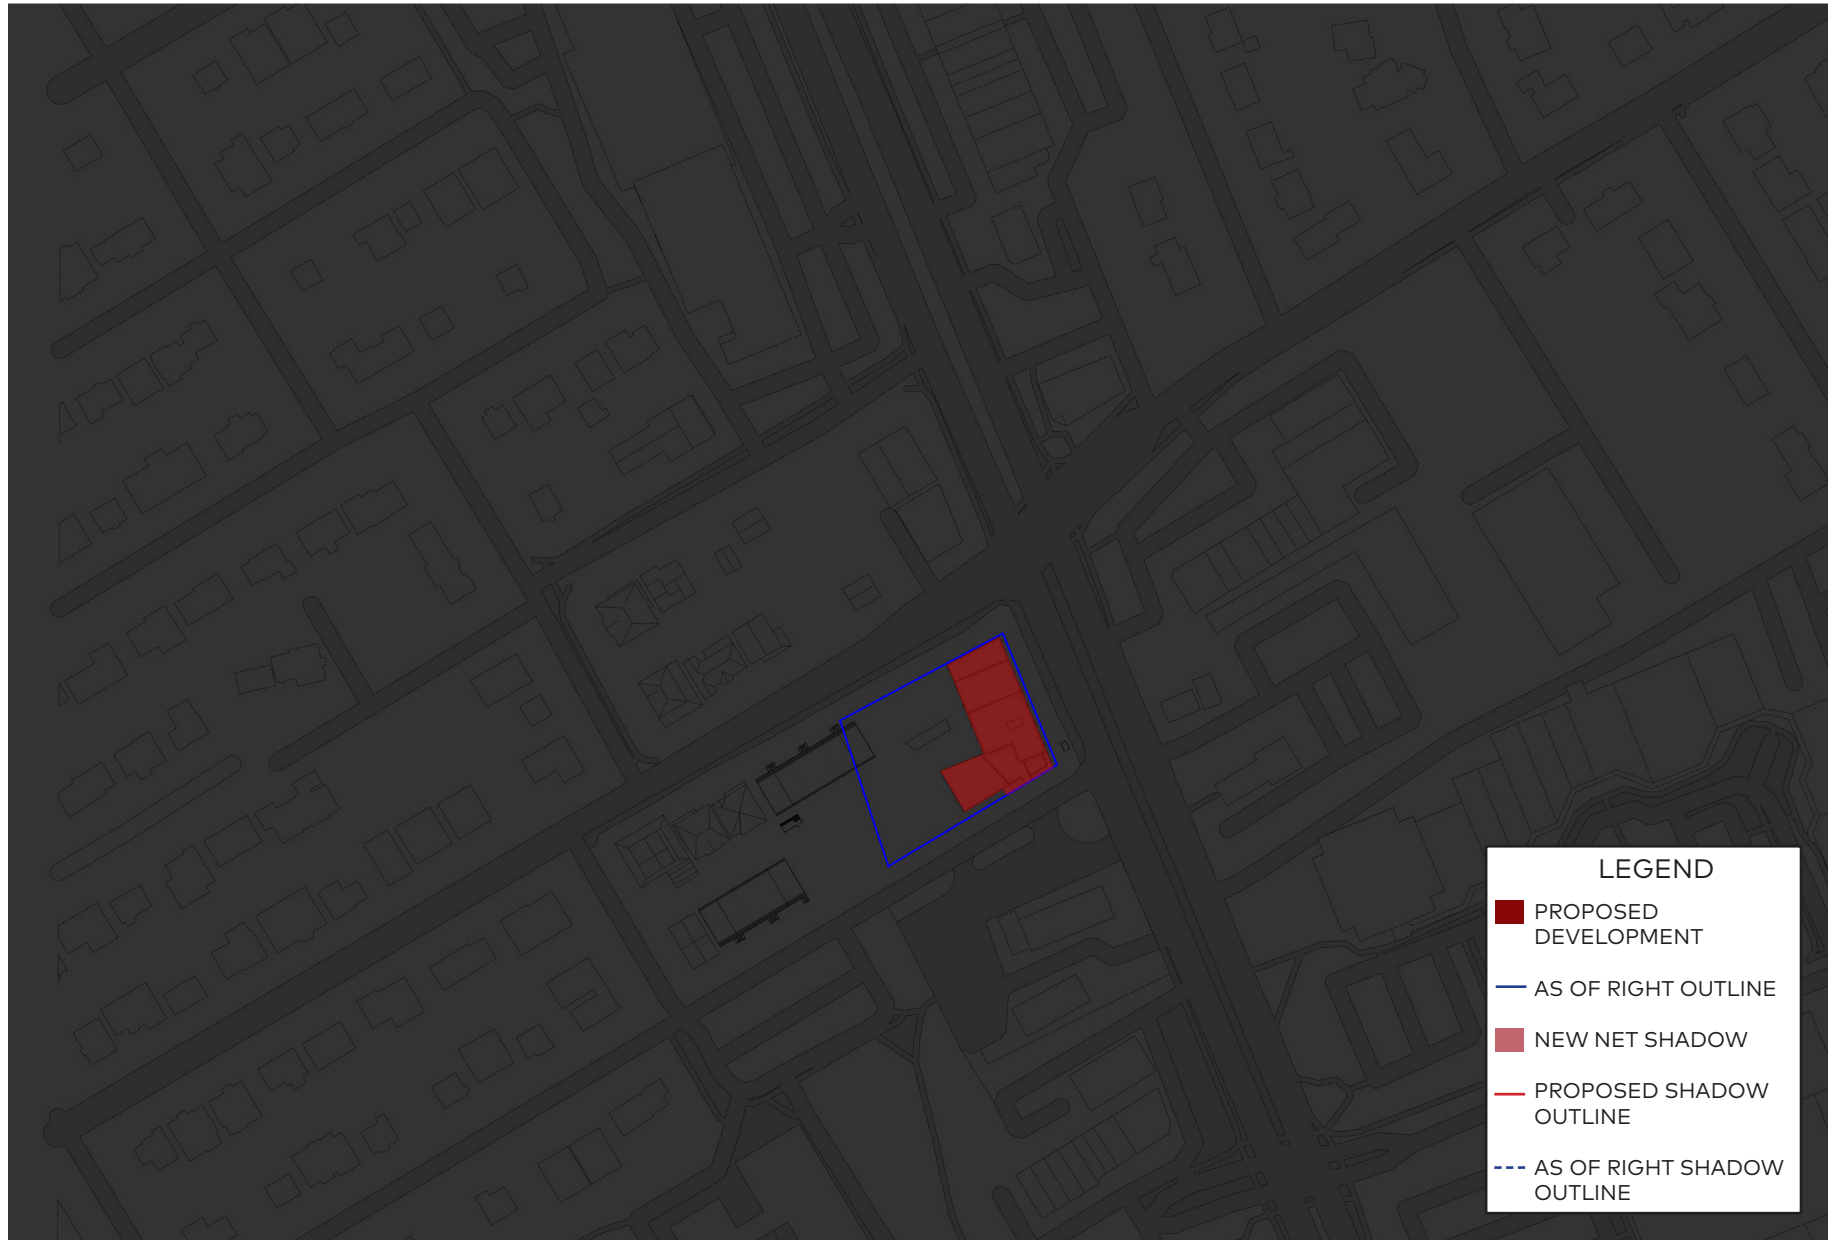 LEGEND
PROPOSED
DEVELOPMENT
AS OF RIGHT OUTLINE
NEW NET SHADOW
PROPOSED SHADOW
OUTLINE
AS OF RIGHT SHADOW
OUTLINE